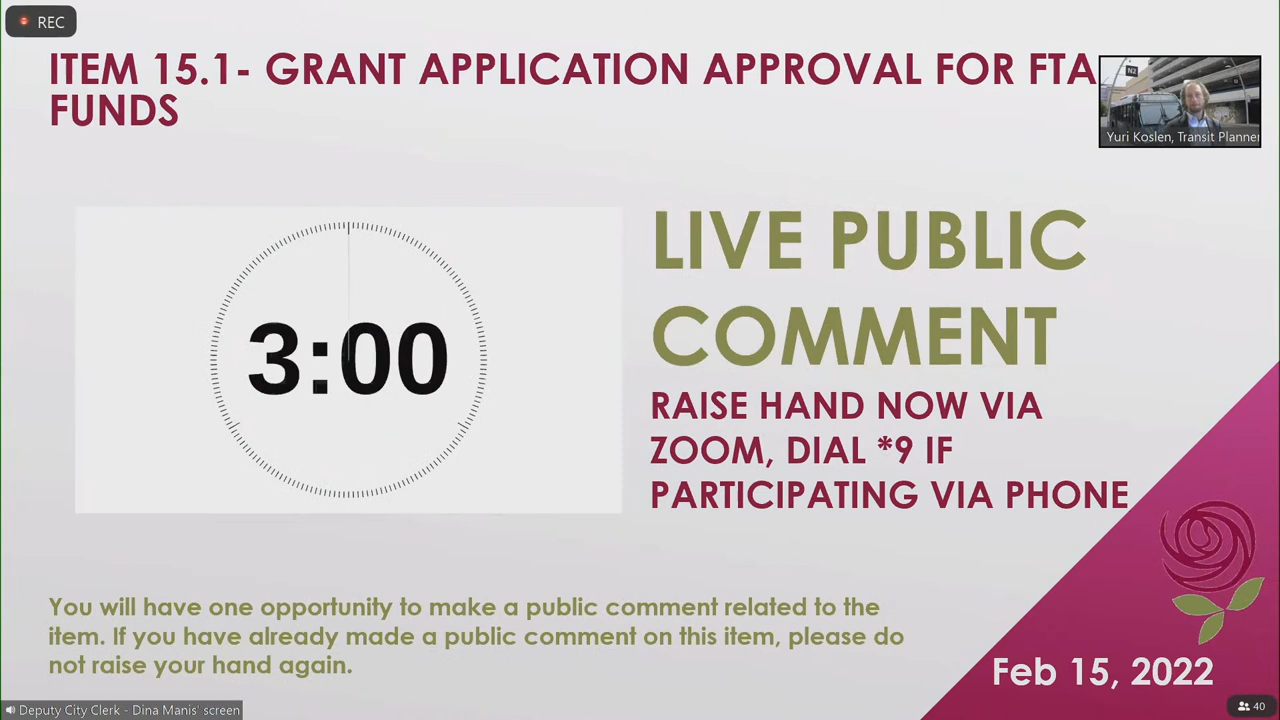 REC
ITEM 15.1- GRANT APPLICATION APPROVAL FOR FTA
FUNDS
N2
Yuri Koslen, Transit Planner
3:00
LIVE PUBLIC
COMMENT
RAISE HAND NOW VIA
ZOOM, DIAL *9 IF
PARTICIPATING VIA PHONE
You will have one opportunity to make a public comment related to the
item. If you have already made a public comment on this item, please do
not raise your hand again.
Feb 15, 2022
Deputy City Clerk - Dina Manis' screen
40